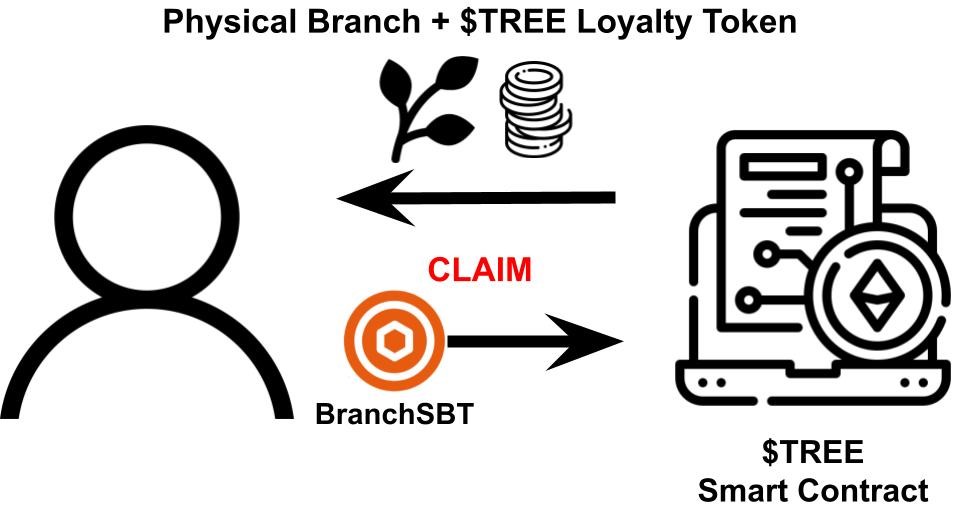 Physical Branch + $TREE Loyalty Token
CLAIM
BranchSBT
$TREE
Smart Contract